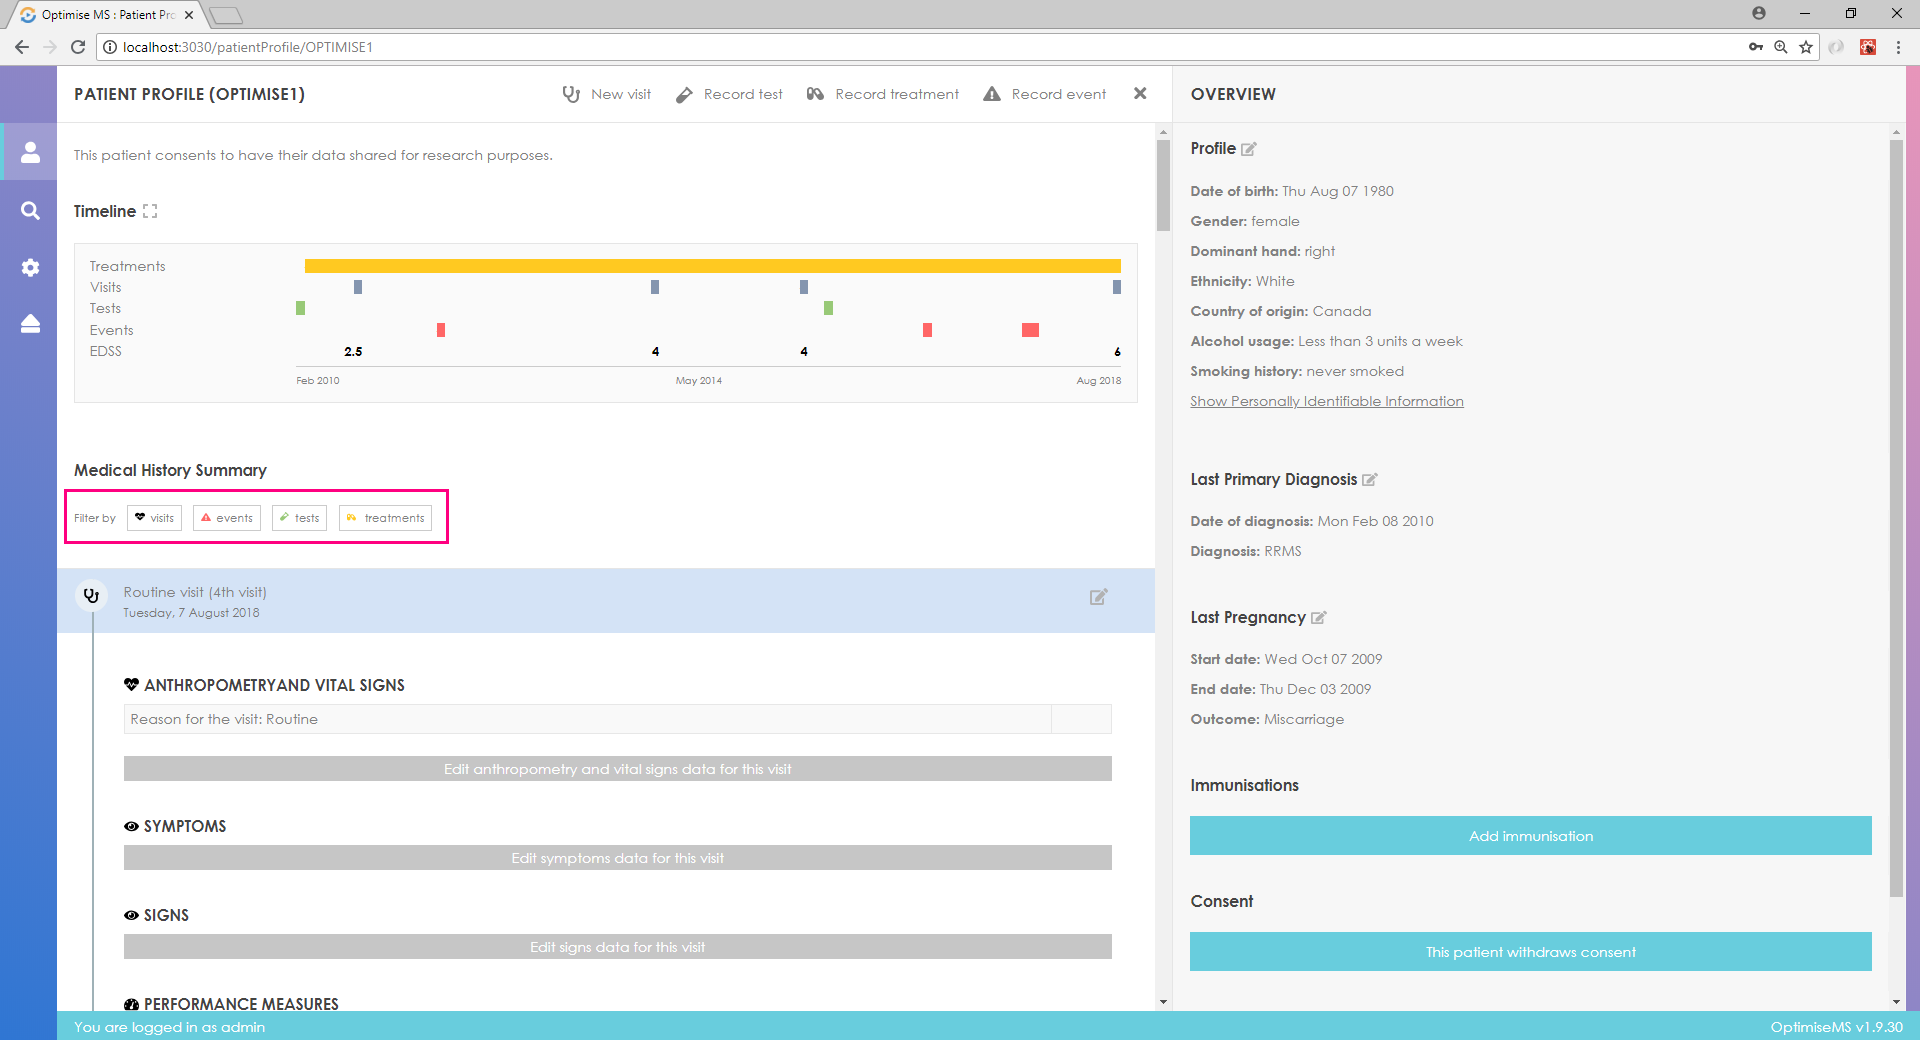 Optimise MS : Patient Pro
localhost:3030/patientProfile/OPTIMISE1
PATIENT PROFILE (OPTIMISE1)
New visit
Record test
Record treatment
Record event
OVERVIEW
This patient consents to have their data shared for research purposes.
Timeline
Treatments
Visits
Tests
Events
EDSS 2.5 4 4 6
Feb 2010 May 2014 Aug 2018
Medical History Summary
Filter by visits events tests treatments
Routine visit (4th visit)
Tuesday, 7 August 2018
ANTHROPOMETRYAND VITAL SIGNS
Reason for the visit: Routine
Edit anthropometry and vital signs data for this visit
SYMPTOMS
Edit symptoms data for this visit
SIGNS
Edit signs data for this visit
PERFORMANCE MEASURES
Profile
Date of birth: Thu Aug 07 1980
Gender: female
Dominant hand: right
Ethnicity: White
Country of origin: Canada
Alcohol usage: Less than 3 units a week
Smoking history: never smoked
Show Personally Identifiable Information
Last Primary Diagnosis
Date of diagnosis: Mon Feb 08 2010
Diagnosis: RRMS
Last Pregnancy
Start date: Wed Oct 07 2009
End date: Thu Dec 03 2009
Outcome: Miscarriage
Immunisations
Add immunisation
Consent
This patient withdraws consent
You are logged in as admin
OptimiseMS v1.9.30